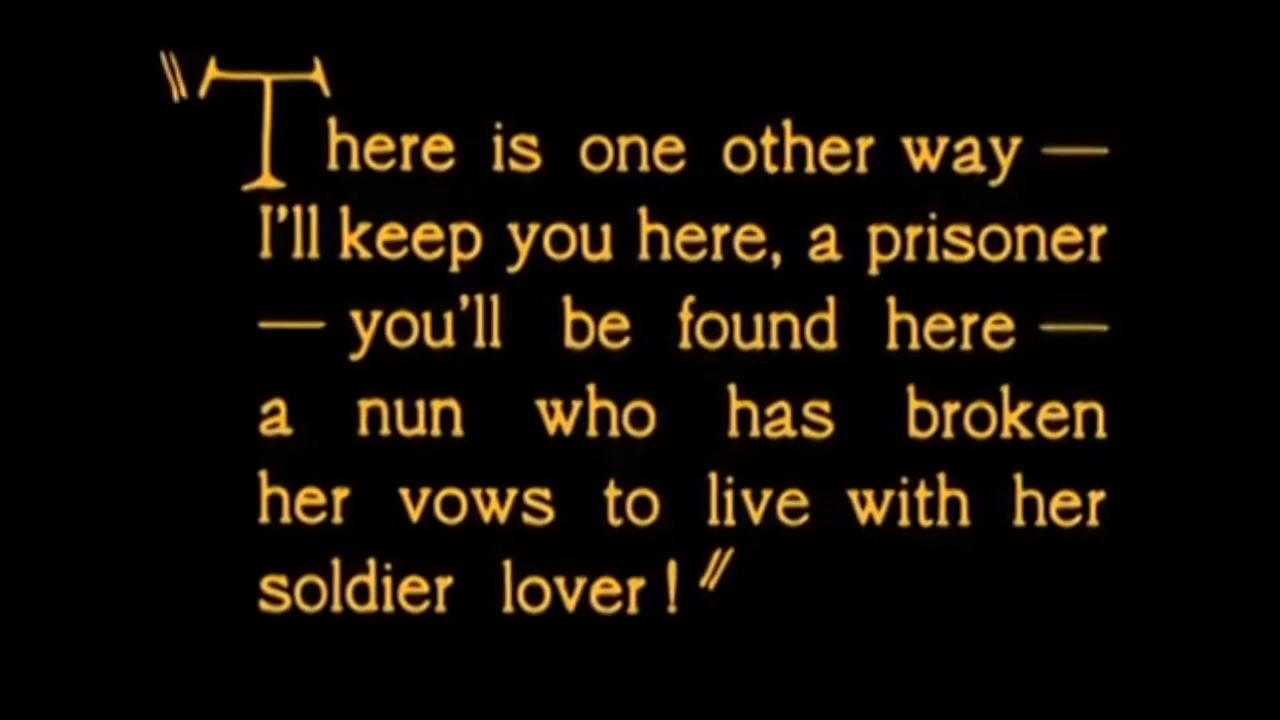 "There is one other way —
I'll keep you here, a prisoner
— you'll be found here —
a nun who has broken
her vows to live with her
soldier lover!"